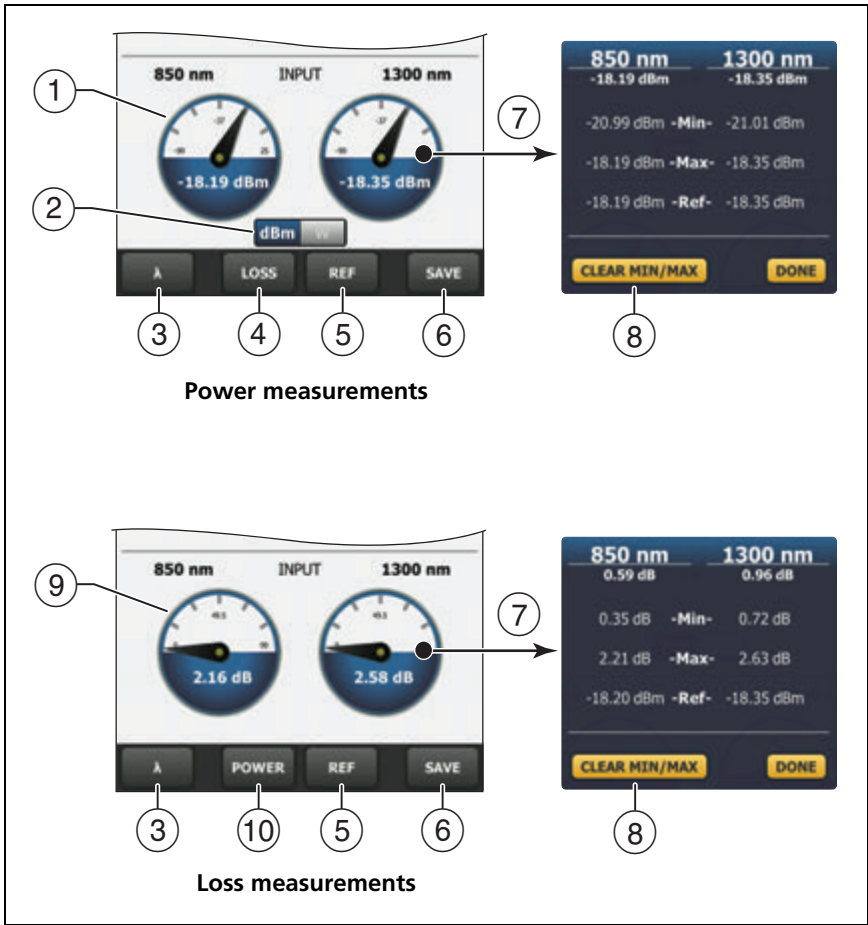 850 nm INPUT 1300 nm
-37 -37
-90 25 -90
-18.19 dBm -18.35 dBm
dBm W
λ LOSS REF SAVE
1
2
3 4 5 6
7
850 nm 1300 nm
-18.19 dBm -18.35 dBm
-20.99 dBm -Min- -21.01 dBm
-18.19 dBm -Max- -18.35 dBm
-18.19 dBm -Ref- -18.35 dBm
CLEAR MIN/MAX DONE
8
Power measurements
850 nm INPUT 1300 nm
90
2.16 dB 2.58 dB
λ POWER REF SAVE
9
3 10 5 6
7
850 nm 1300 nm
0.59 dB 0.96 dB
0.35 dB -Min- 0.72 dB
2.21 dB -Max- 2.63 dB
-18.20 dBm -Ref- -18.35 dBm
CLEAR MIN/MAX DONE
8
Loss measurements